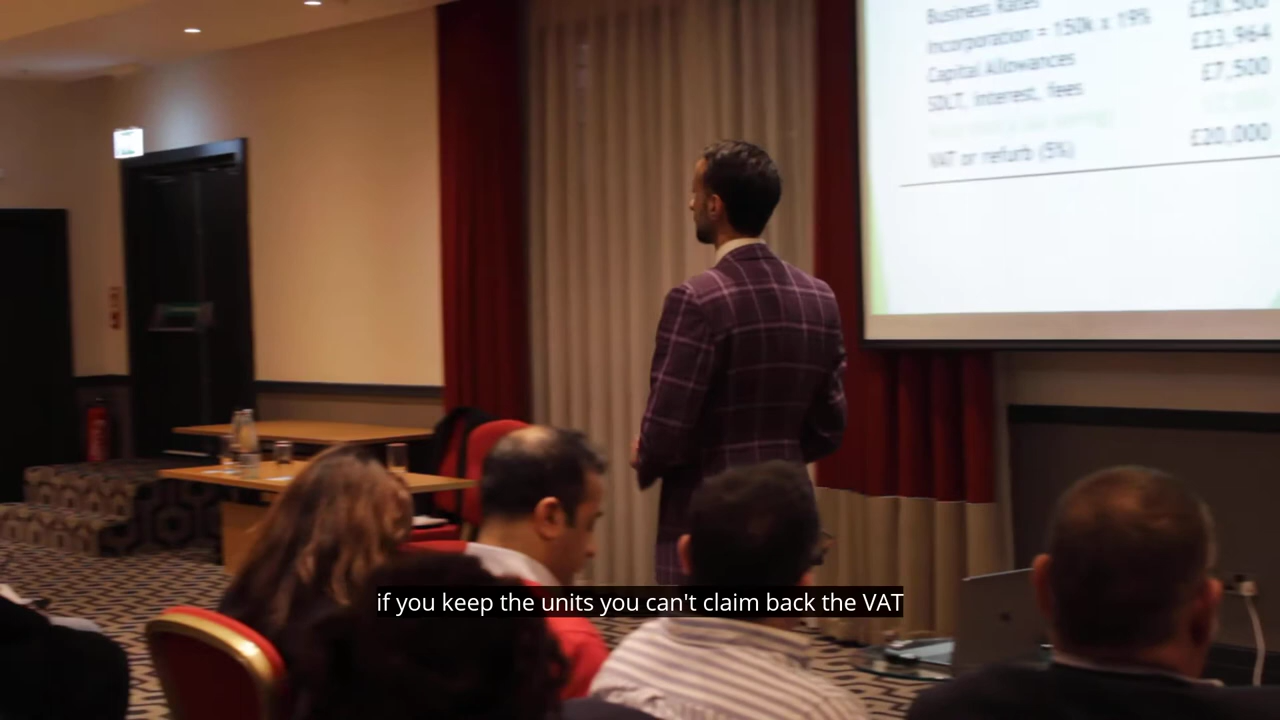 Business Rates £28,500
Incorporation = 150k x 19% £23,964
Capital Allowances £7,500
SDLT, interest, fees
VAT or refurb (5%) £20,000
if you keep the units you can't claim back the VAT